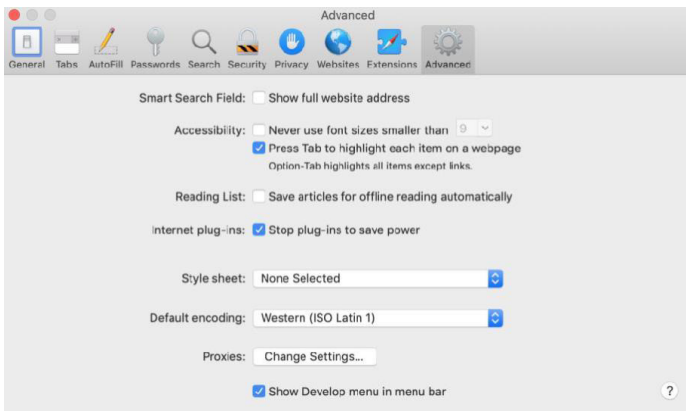 Advanced
General Tabs AutoFill Passwords Search Security Privacy Websites Extensions Advanced
Smart Search Field: Show full website address
Accessibility: Never use font sizes smaller than 9
Press Tab to highlight each item on a webpage
Option-Tab highlights all items except links.
Reading List: Save articles for offline reading automatically
Internet plug-ins: Stop plug-ins to save power
Style sheet: None Selected
Default encoding: Western (ISO Latin 1)
Proxies: Change Settings...
Show Develop menu in menu bar
?